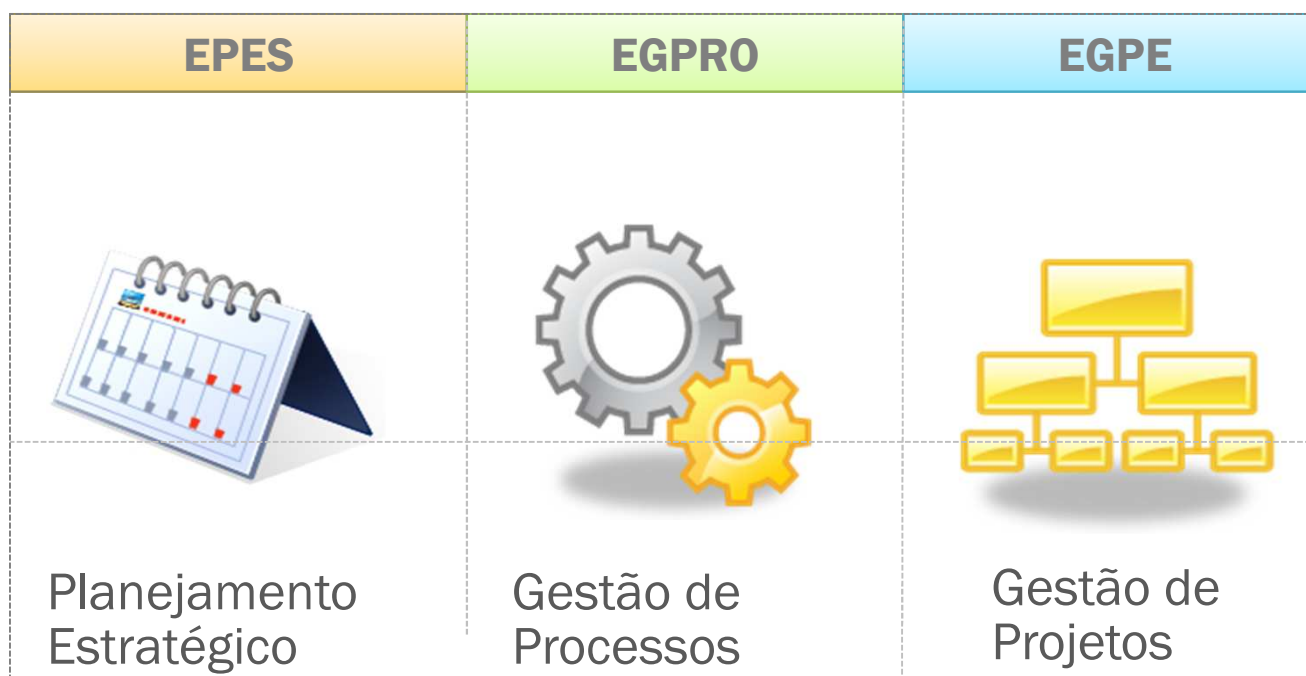 EPES
EGPRO
EGPE
Planejamento
Estratégico
Gestão de
Processos
Gestão de
Projetos